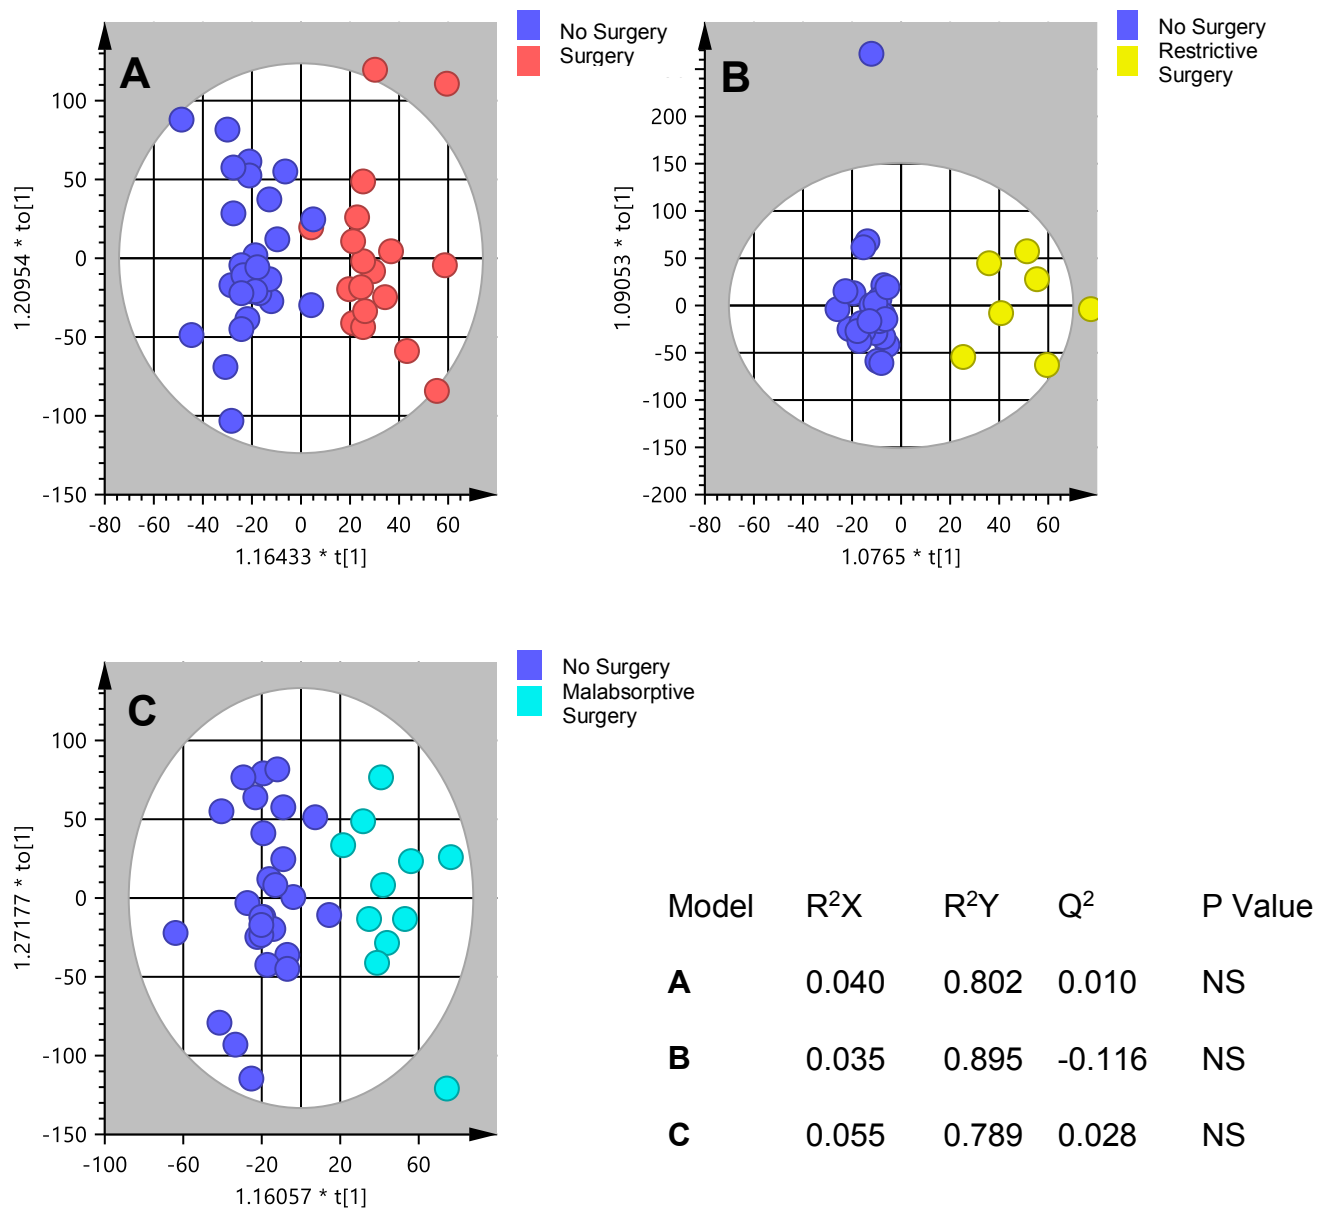 A
No Surgery
Surgery
100
50
0
-50
-100
-150
-80 -60 -40 -20 0 20 40 60
1.20954 * to[1]
1.16433 * t[1]
B
No Surgery
Restrictive
Surgery
200
150
100
50
0
-50
-100
-150
-200
-80 -60 -40 -20 0 20 40 60
1.09053 * to[1]
1.0765 * t[1]
C
No Surgery
Malabsorptive
Surgery
100
50
0
-50
-100
-150
-100 -60 -20 20 60
1.27177 * to[1]
1.16057 * t[1]
Model R²X R²Y Q² P Value
A 0.040 0.802 0.010 NS
B 0.035 0.895 -0.116 NS
C 0.055 0.789 0.028 NS